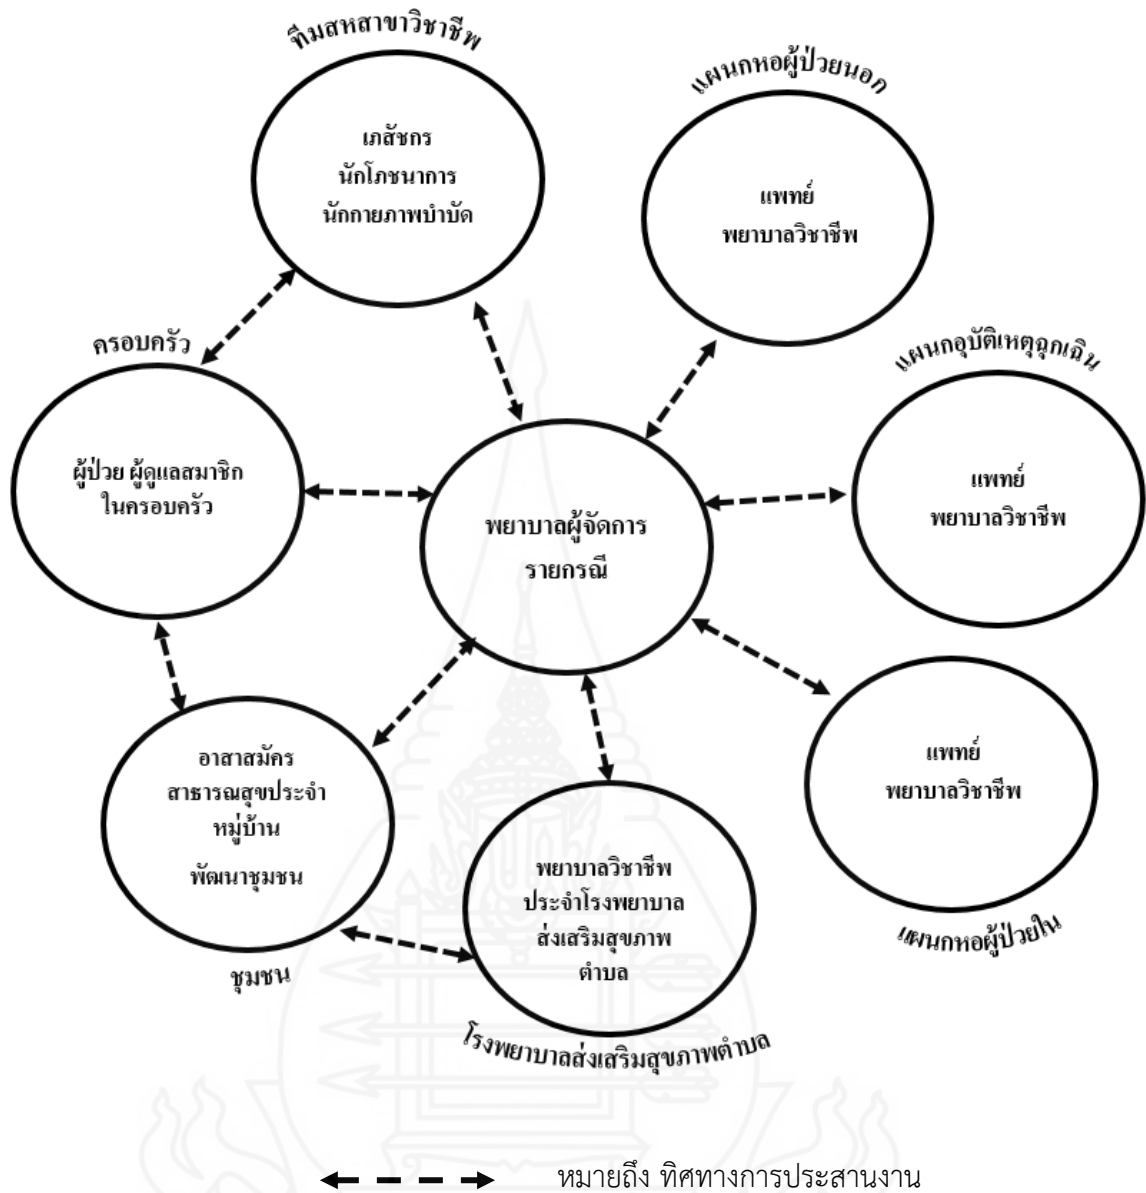 ทีมสหสาขาวิชาชีพ
เภสัชกร
นักโภชนาการ
นักกายภาพบำบัด
แผนกหอผู้ป่วยนอก
แพทย์
พยาบาลวิชาชีพ
ครอบครัว
ผู้ป่วย ผู้ดูแลสมาชิก
ในครอบครัว
แผนกอุบัติเหตุฉุกเฉิน
แพทย์
พยาบาลวิชาชีพ
พยาบาลผู้จัดการ
รายกรณี
อาสาสมัคร
สาธารณสุขประจำ
หมู่บ้าน
พัฒนาชุมชน
ชุมชน
พยาบาลวิชาชีพ
ประจำโรงพยาบาล
ส่งเสริมสุขภาพ
ตำบล
โรงพยาบาลส่งเสริมสุขภาพตำบล
แพทย์
พยาบาลวิชาชีพ
แผนกหอผู้ป่วยใน
หมายถึง ทิศทางการประสานงาน